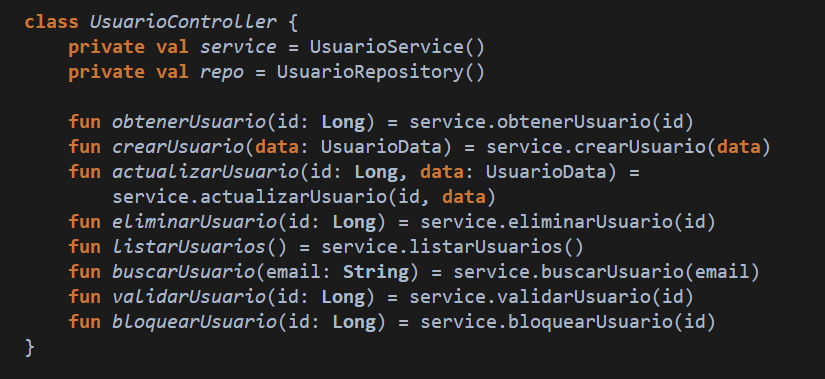 class UsuarioController {
    private val service = UsuarioService()
    private val repo = UsuarioRepository()

    fun obtenerUsuario(id: Long) = service.obtenerUsuario(id)
    fun crearUsuario(data: UsuarioData) = service.crearUsuario(data)
    fun actualizarUsuario(id: Long, data: UsuarioData) =
        service.actualizarUsuario(id, data)
    fun eliminarUsuario(id: Long) = service.eliminarUsuario(id)
    fun listarUsuarios() = service.listarUsuarios()
    fun buscarUsuario(email: String) = service.buscarUsuario(email)
    fun validarUsuario(id: Long) = service.validarUsuario(id)
    fun bloquearUsuario(id: Long) = service.bloquearUsuario(id)
}